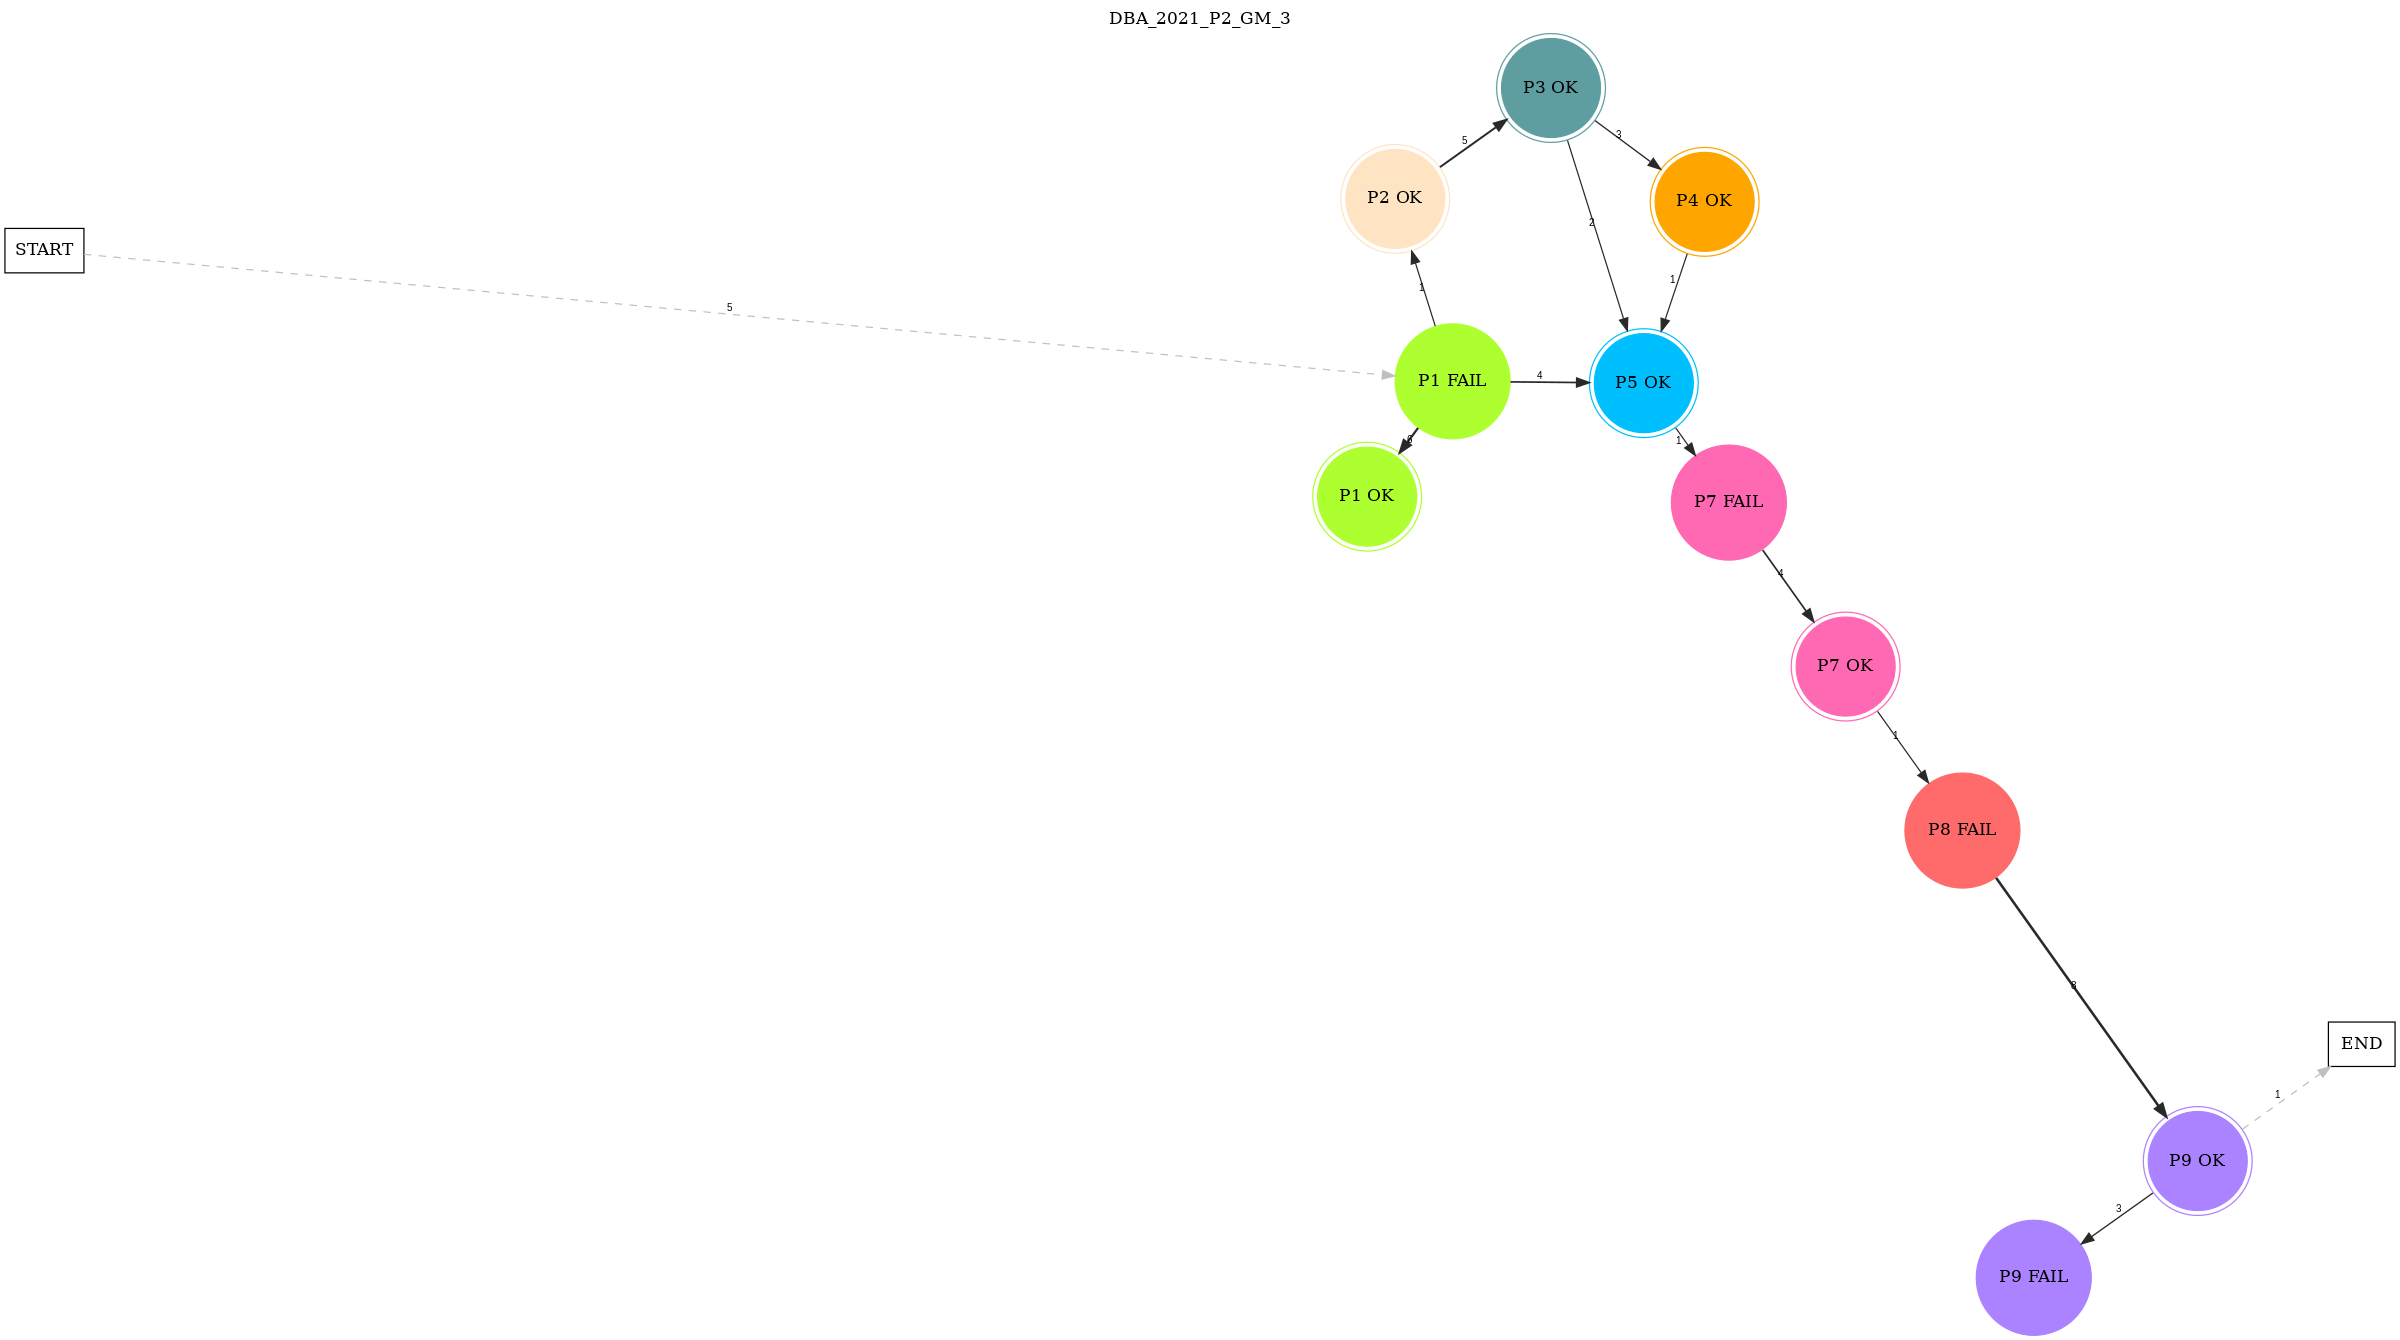 DBA_2021_P2_GM_3
P3 OK
3
5
P2 OK
P4 OK
2
START
1
1
5
4
P1 FAIL
P5 OK
1
P1 OK
P7 FAIL
4
P7 OK
1
P8 FAIL
8
END
1
P9 OK
3
P9 FAIL